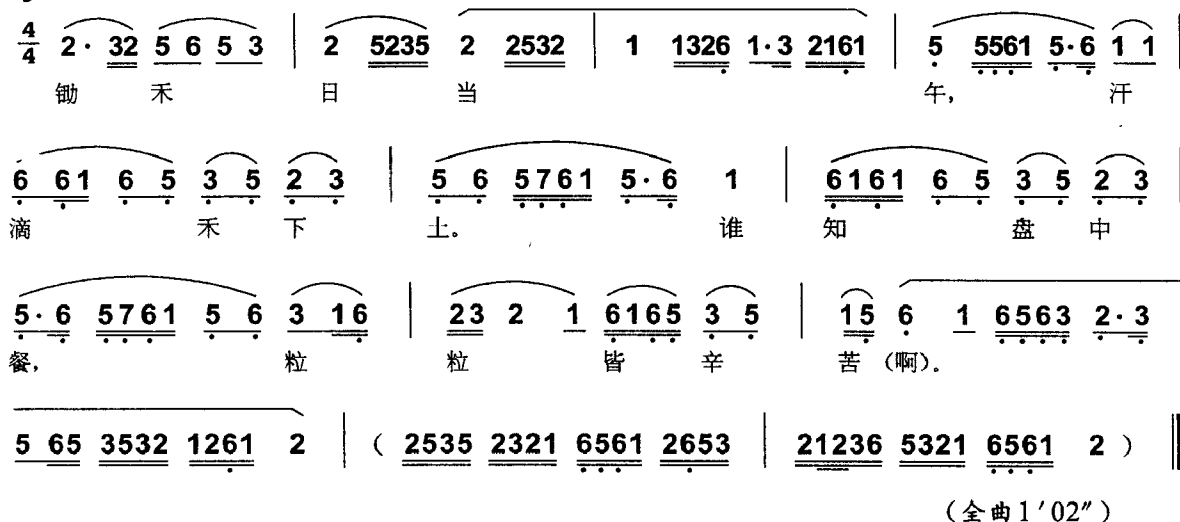 4/4 2· 32 5 6 5 3 | 2 5235 2 2532 | 1 1326 1·3 2161 | 5 5561 5·6 1 1 |
锄 禾 日 当 午, 汗
6 61 6 5 3 5 2 3 | 5 6 5761 5·6 1 | 6161 6 5 3 5 2 3 |
滴 禾 下 土。 谁 知 盘 中
5·6 5761 5 6 3 16 | 23 2 1 6165 3 5 | 15 6 1 6563 2·3
餐, 粒 粒 皆 辛 苦 (啊)。
5 65 3532 1261 2 | ( 2535 2321 6561 2653 | 21236 5321 6561 2 ) ‖
(全曲1′02″)